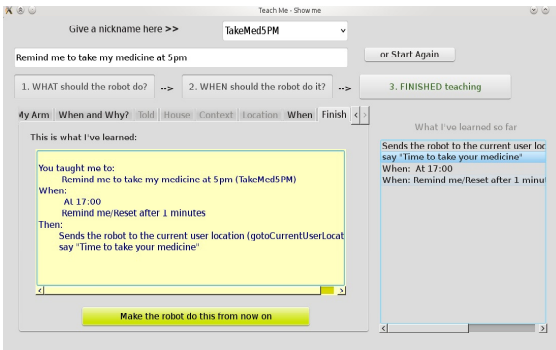 Teach Me - Show me
Give a nickname here >>
TakeMed5PM
Remind me to take my medicine at 5pm
or Start Again
1. WHAT should the robot do?
-->
2. WHEN should the robot do it?
-->
3. FINISHED teaching
My Arm When and Why? Told House Context Location When Finish
This is what I've learned:
You taught me to:
Remind me to take my medicine at 5pm (TakeMed5PM)
When:
At 17:00
Remind me/Reset after 1 minutes
Then:
Sends the robot to the current user location (gotoCurrentUserLocat
say "Time to take your medicine"
Make the robot do this from now on
What I've learned so far
Sends the robot to the current user loc
say "Time to take your medicine"
When: At 17:00
When: Remind me/Reset after 1 minut